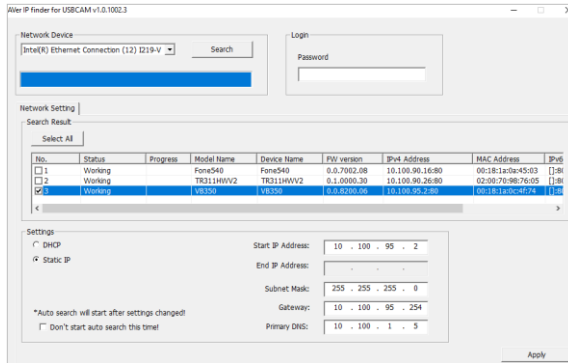 AVer IP finder for USBCAM v1.0.1002.3
Network Device
Intel(R) Ethernet Connection (12) I219-V
Search
Login
Password
Network Setting
Search Result
Select All
No. Status Progress Model Name Device Name FW version IPv4 Address MAC Address IPv6
1 Working Fone540 Fone540 0.0.7002.08 10.100.90.16:80 00:18:1a:0a:45:03 []:80
2 Working TR311HWV2 TR311HWV2 0.1.0000.30 10.100.90.26:80 02:00:70:98:76:05 []:80
3 Working VB350 VB350 0.0.8200.06 10.100.95.2:80 00:18:1a:0c:4f:74 []:80
Settings
DHCP
Static IP
Start IP Address: 10 . 100 . 95 . 2
End IP Address: . . .
Subnet Mask: 255 . 255 . 255 . 0
Gateway: 10 . 100 . 95 . 254
Primary DNS: 10 . 100 . 1 . 5
*Auto search will start after settings changed!
Don't start auto search this time!
Apply